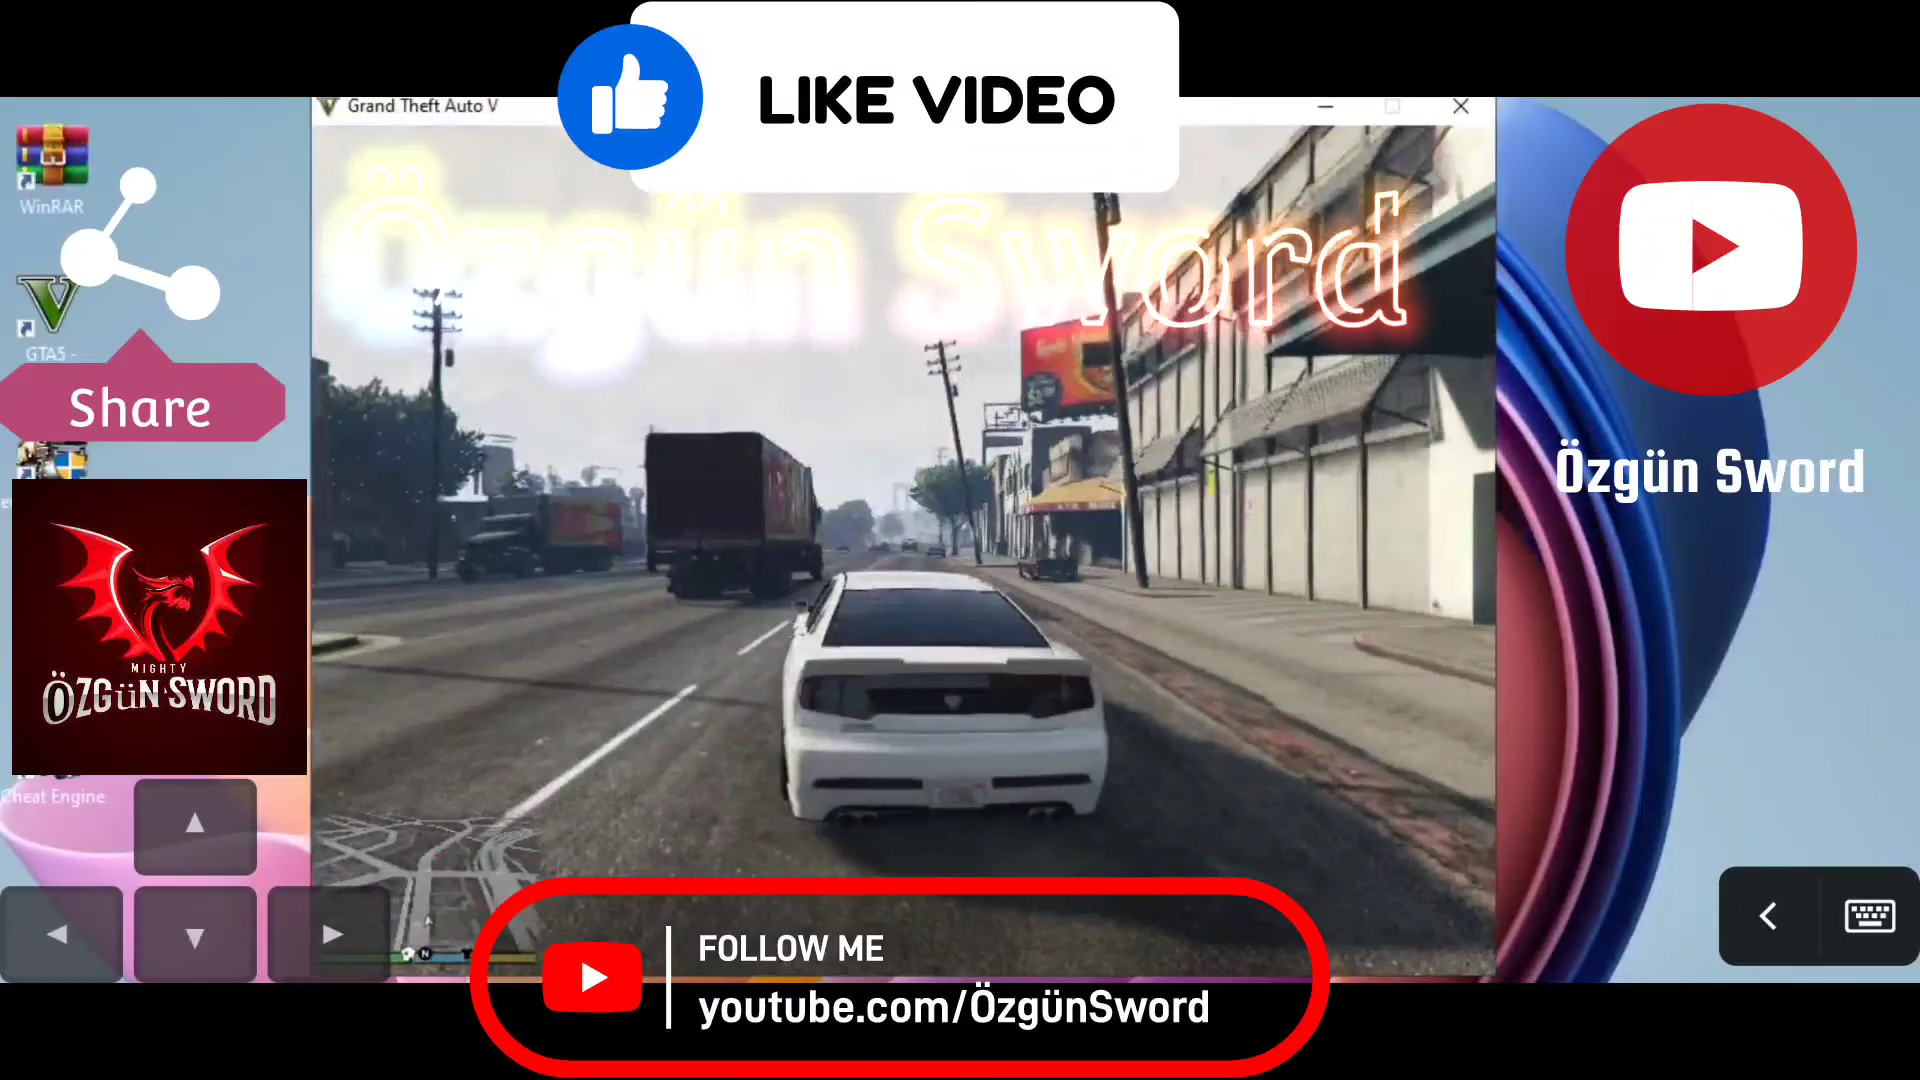 LIKE VIDEO
Grand Theft Auto V
WinRAR
Özgün Sword
GTA5 -
Share
Özgün Sword
MIGHTY
ÖZGüN SWORD
Cheat Engine
N
FOLLOW ME
youtube.com/ÖzgünSword